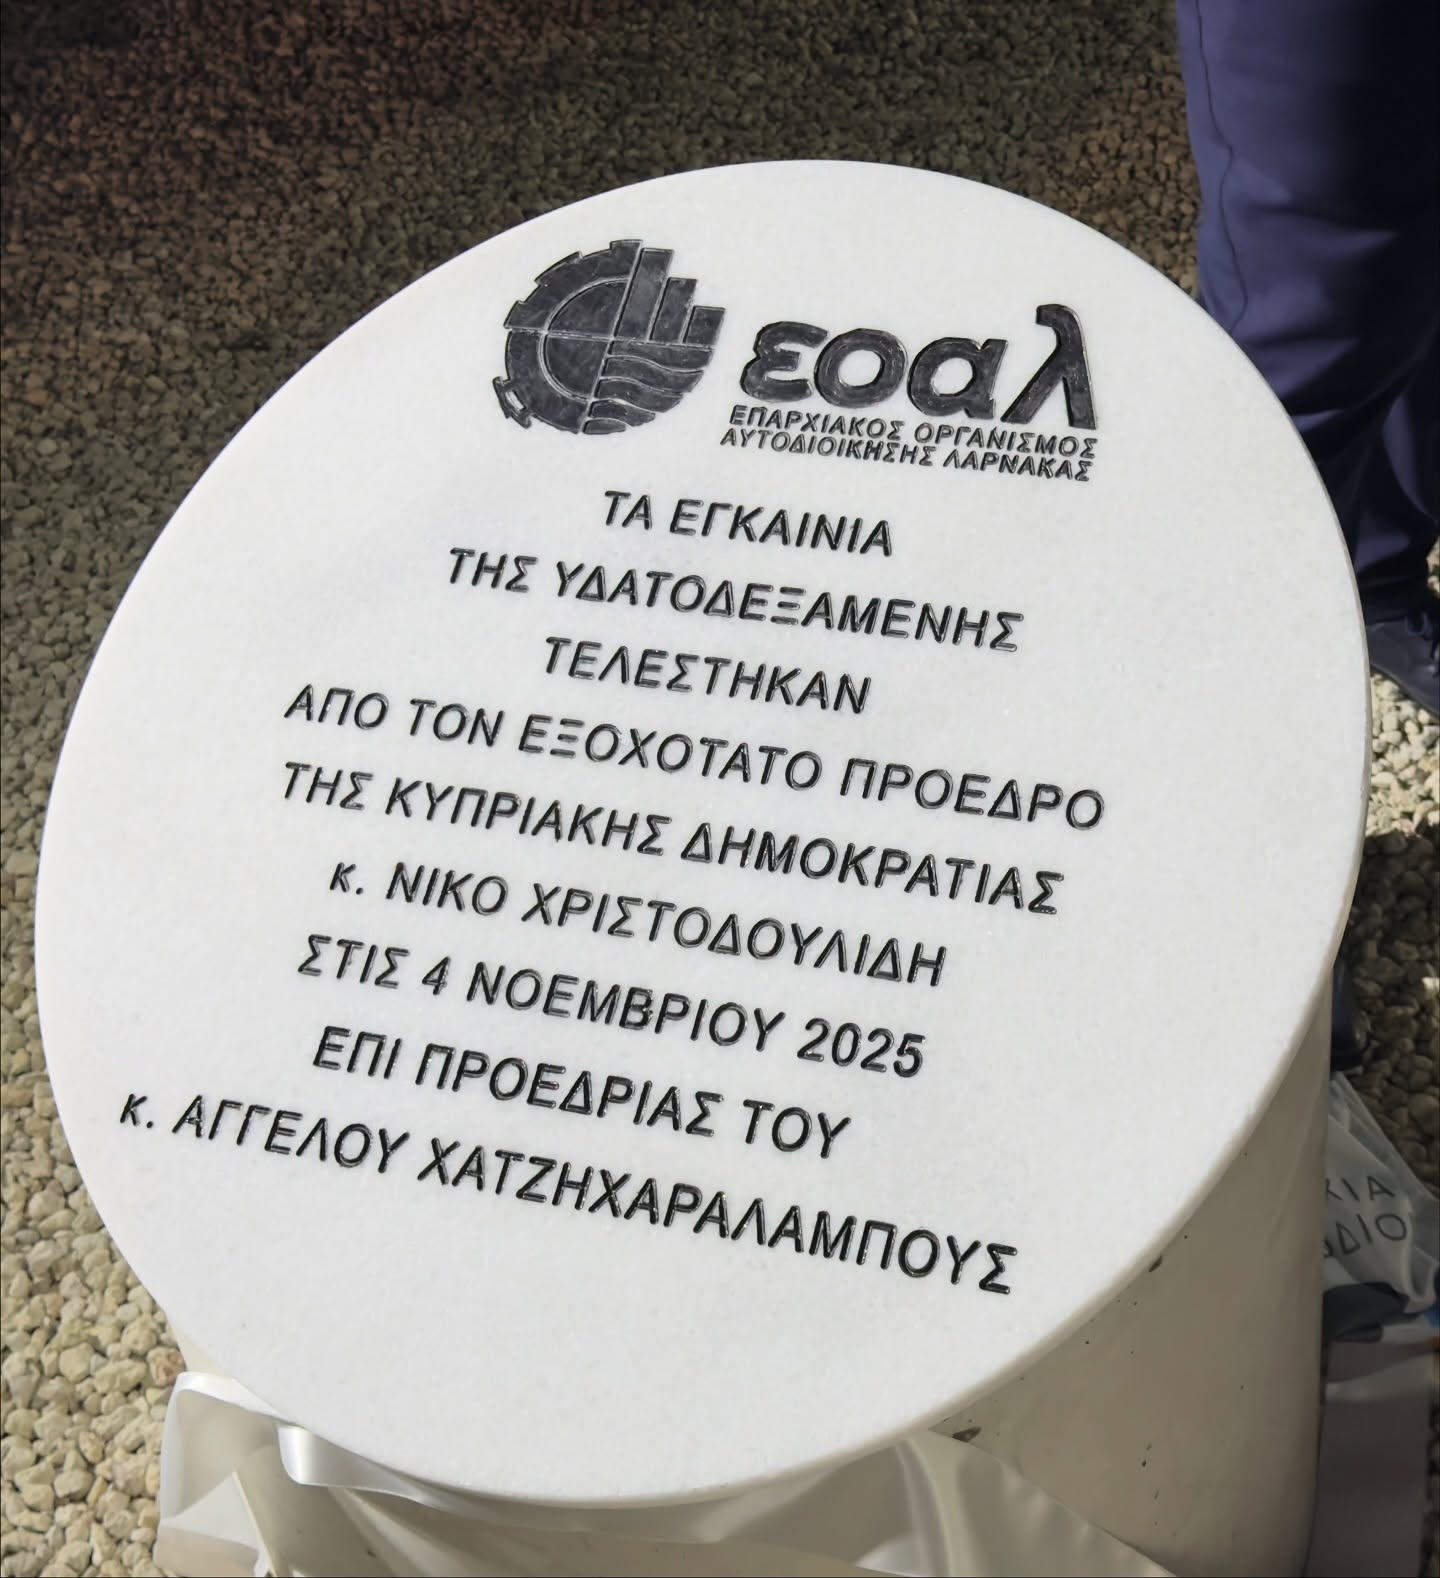 εοαλ
ΕΠΑΡΧΙΑΚΟΣ ΟΡΓΑΝΙΣΜΟΣ
ΑΥΤΟΔΙΟΙΚΗΣΗΣ ΛΑΡΝΑΚΑΣ
ΤΑ ΕΓΚΑΙΝΙΑ
ΤΗΣ ΥΔΑΤΟΔΕΞΑΜΕΝΗΣ
ΤΕΛΕΣΤΗΚΑΝ
ΑΠΟ ΤΟΝ ΕΞΟΧΟΤΑΤΟ ΠΡΟΕΔΡΟ
ΤΗΣ ΚΥΠΡΙΑΚΗΣ ΔΗΜΟΚΡΑΤΙΑΣ
κ. ΝΙΚΟ ΧΡΙΣΤΟΔΟΥΛΙΔΗ
ΣΤΙΣ 4 ΝΟΕΜΒΡΙΟΥ 2025
ΕΠΙ ΠΡΟΕΔΡΙΑΣ ΤΟΥ
κ. ΑΓΓΕΛΟΥ ΧΑΤΖΗΧΑΡΑΛΑΜΠΟΥΣ